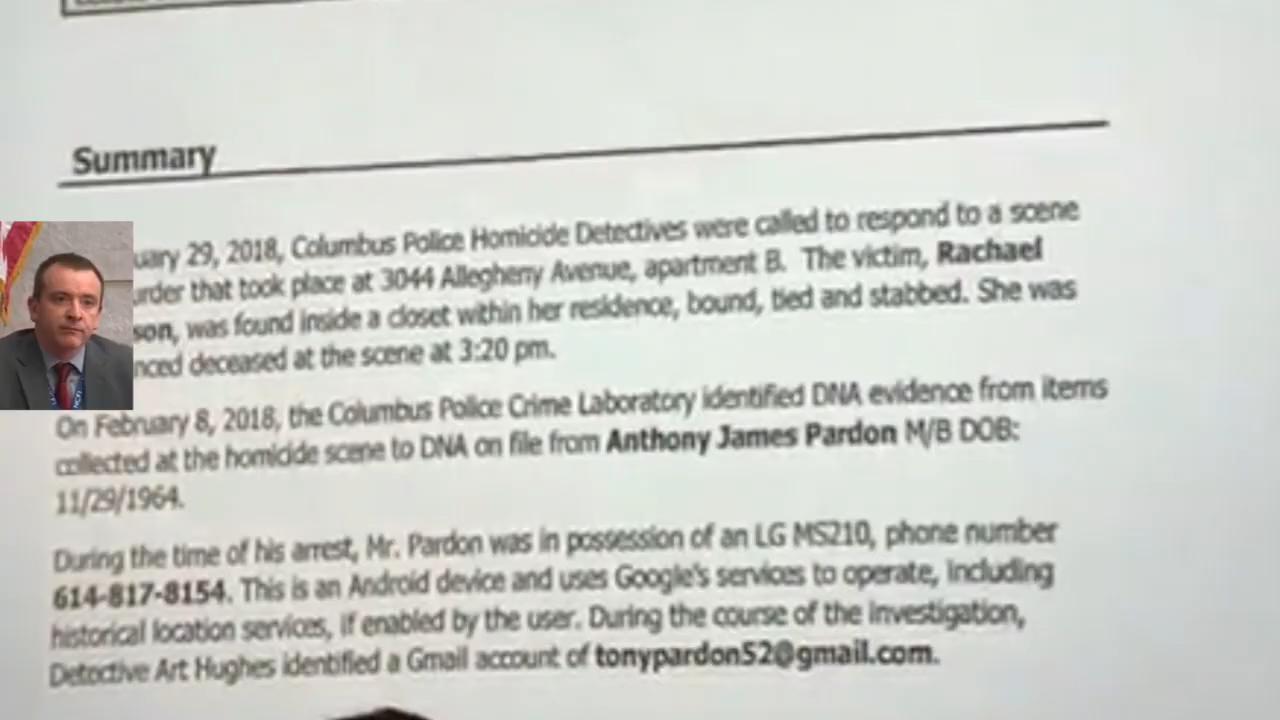 Summary
uary 29, 2018, Columbus Police Homicide Detectives were called to respond to a scene
urder that took place at 3044 Allegheny Avenue, apartment B. The victim, Rachael
son, was found inside a closet within her residence, bound, tied and stabbed. She was
nced deceased at the scene at 3:20 pm.
On February 8, 2018, the Columbus Police Crime Laboratory identified DNA evidence from items
collected at the homicide scene to DNA on file from Anthony James Pardon M/B DOB:
11/29/1964.
During the time of his arrest, Mr. Pardon was in possession of an LG MS210, phone number
614-817-8154. This is an Android device and uses Google's services to operate, including
historical location services, if enabled by the user. During the course of the investigation,
Detective Art Hughes identified a Gmail account of tonypardon52@gmail.com.